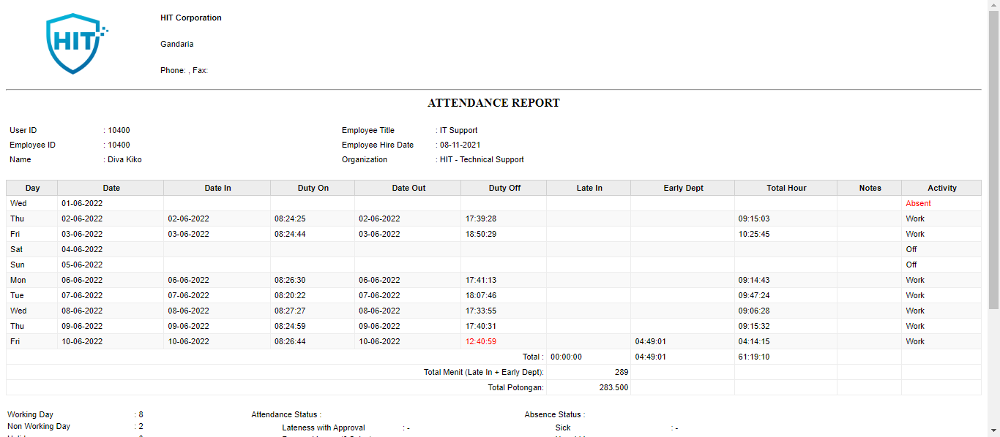 HIT
HIT Corporation
Gandaria
Phone: , Fax:
ATTENDANCE REPORT
User ID : 10400 Employee Title : IT Support
Employee ID : 10400 Employee Hire Date : 08-11-2021
Name : Diva Kiko Organization : HIT - Technical Support
Day Date Date In Duty On Date Out Duty Off Late In Early Dept Total Hour Notes Activity
Wed 01-06-2022 Absent
Thu 02-06-2022 02-06-2022 08:24:25 02-06-2022 17:39:28 09:15:03 Work
Fri 03-06-2022 03-06-2022 08:24:44 03-06-2022 18:50:29 10:25:45 Work
Sat 04-06-2022 Off
Sun 05-06-2022 Off
Mon 06-06-2022 06-06-2022 08:26:30 06-06-2022 17:41:13 09:14:43 Work
Tue 07-06-2022 07-06-2022 08:20:22 07-06-2022 18:07:46 09:47:24 Work
Wed 08-06-2022 08-06-2022 08:27:27 08-06-2022 17:33:55 09:06:28 Work
Thu 09-06-2022 09-06-2022 08:24:59 09-06-2022 17:40:31 09:15:32 Work
Fri 10-06-2022 10-06-2022 08:26:44 10-06-2022 12:40:59 04:49:01 04:14:15 Work
Total : 00:00:00 04:49:01 61:19:10
Total Menit (Late In + Early Dept): 289
Total Potongan: 283.500
Working Day : 8 Attendance Status : Absence Status :
Non Working Day : 2 Lateness with Approval : - Sick : -